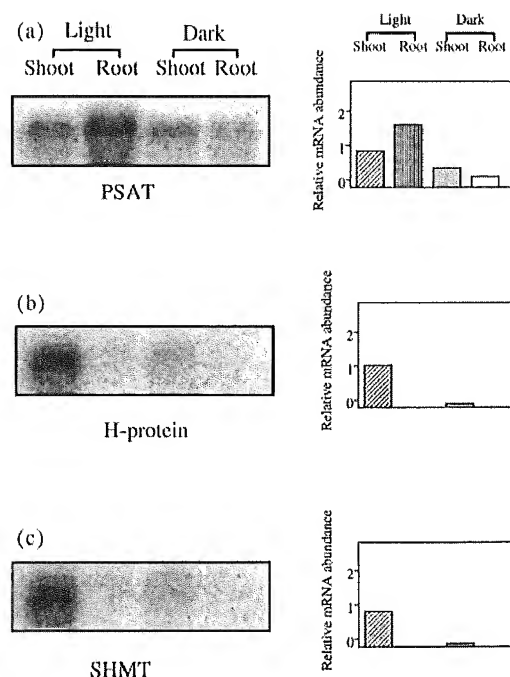 (a)
Light Dark
Shoot Root Shoot Root
PSAT
Light Dark
Shoot Root Shoot Root
Relative mRNA abundance
2
1
0
(b)
H-protein
Relative mRNA abundance
2
1
0
(c)
SHMT
Relative mRNA abundance
2
1
0